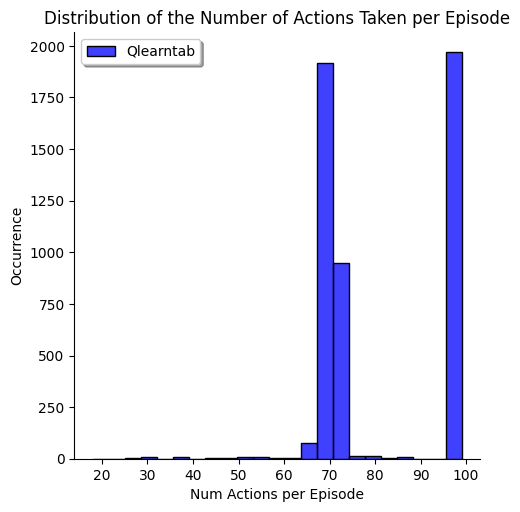 Distribution of the Number of Actions Taken per Episode
Qlearntab
2000
1750
1500
1250
1000
750
500
250
0
Occurrence
20 30 40 50 60 70 80 90 100
Num Actions per Episode